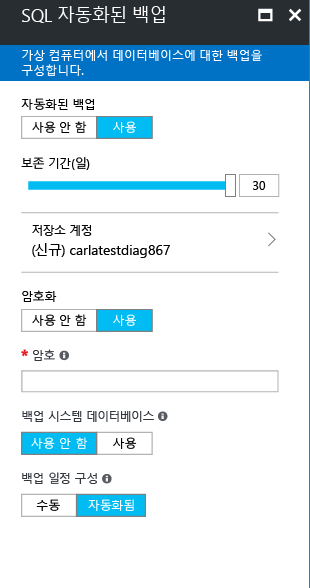 SQL 자동화된 백업
가상 컴퓨터에서 데이터베이스에 대한 백업을
구성합니다.
자동화된 백업
사용 안 함 사용
보존 기간(일)
30
저장소 계정
(신규) carlatestdiag867
암호화
사용 안 함 사용
* 암호
백업 시스템 데이터베이스
사용 안 함 사용
백업 일정 구성
수동 자동화됨